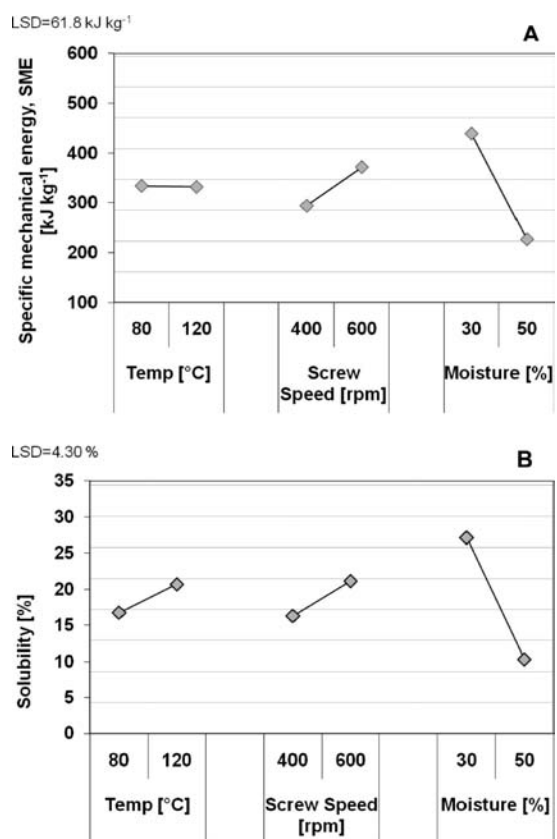 LSD=61.8 kJ kg⁻¹
A
Specific mechanical energy, SME
[kJ kg⁻¹]
600
500
400
300
200
100
80 120 400 600 30 50
Temp [°C] Screw Moisture [%]
Speed [rpm]
LSD=4.30 %
B
Solubility [%]
35
30
25
20
15
10
5
0
80 120 400 600 30 50
Temp [°C] Screw Speed Moisture [%]
[rpm]